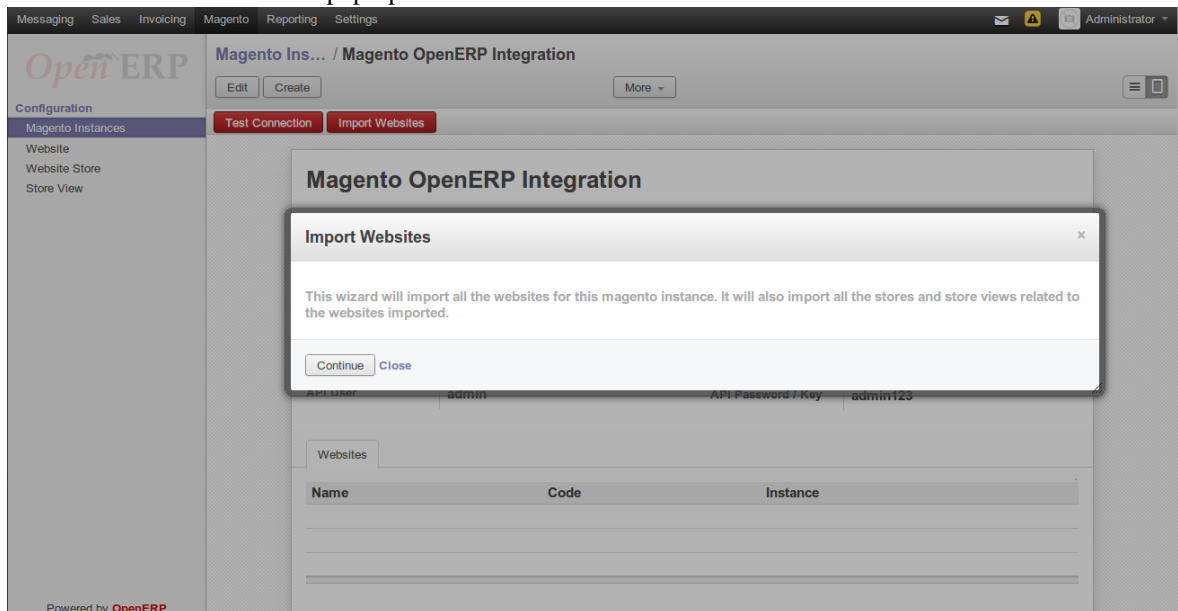 Messaging Sales Invoicing Magento Reporting Settings Administrator
OpenERP
Magento Ins... / Magento OpenERP Integration
Edit Create More
Configuration
Test Connection Import Websites
Magento Instances
Website
Website Store
Store View
Magento OpenERP Integration
Import Websites ×
This wizard will import all the websites for this magento instance. It will also import all the stores and store views related to
the websites imported.
Continue Close
API User admin API Password / Key admin123
Websites
Name Code Instance
Powered by OpenERP